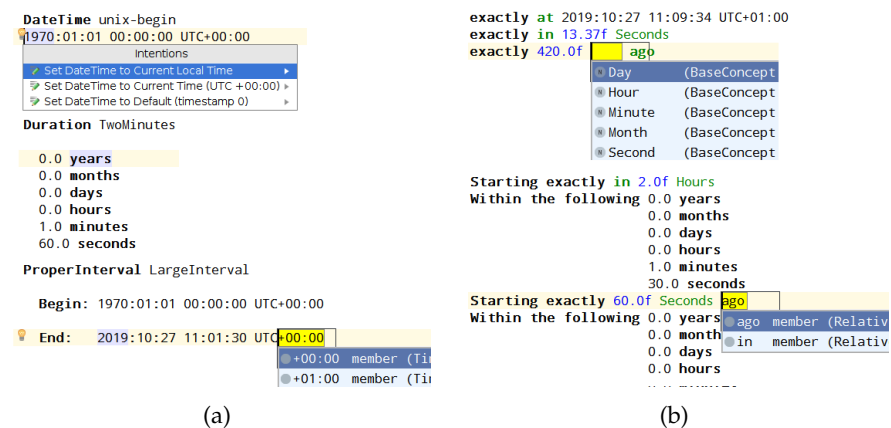 DateTime unix-begin
1970:01:01 00:00:00 UTC+00:00
Intentions
Set DateTime to Current Local Time
Set DateTime to Current Time (UTC +00:00)
Set DateTime to Default (timestamp 0)
Duration TwoMinutes
0.0 years
0.0 months
0.0 days
0.0 hours
1.0 minutes
60.0 seconds
ProperInterval LargeInterval
Begin: 1970:01:01 00:00:00 UTC+00:00
End: 2019:10:27 11:01:30 UTC+00:00
+00:00 member (Tim
+01:00 member (Tim
(a)
exactly at 2019:10:27 11:09:34 UTC+01:00
exactly in 13.37f Seconds
exactly 420.0f ago
N Day (BaseConcept
N Hour (BaseConcept
N Minute (BaseConcept
N Month (BaseConcept
N Second (BaseConcept
Starting exactly in 2.0f Hours
Within the following 0.0 years
0.0 months
0.0 days
0.0 hours
1.0 minutes
30.0 seconds
Starting exactly 60.0f Seconds ago
Within the following 0.0 years
ago member (Relativ
0.0 month
in member (Relativ
0.0 days
0.0 hours
(b)